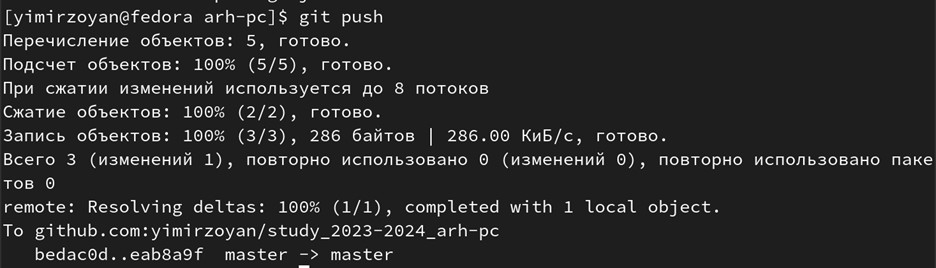 [yimirzoyan@fedora arh-pc]$ git push
Перечисление объектов: 5, готово.
Подсчет объектов: 100% (5/5), готово.
При сжатии изменений используется до 8 потоков
Сжатие объектов: 100% (2/2), готово.
Запись объектов: 100% (3/3), 286 байтов | 286.00 КиБ/с, готово.
Всего 3 (изменений 1), повторно использовано 0 (изменений 0), повторно использовано паке
тов 0
remote: Resolving deltas: 100% (1/1), completed with 1 local object.
To github.com:yimirzoyan/study_2023-2024_arh-pc
   bedac0d..eab8a9f  master -> master